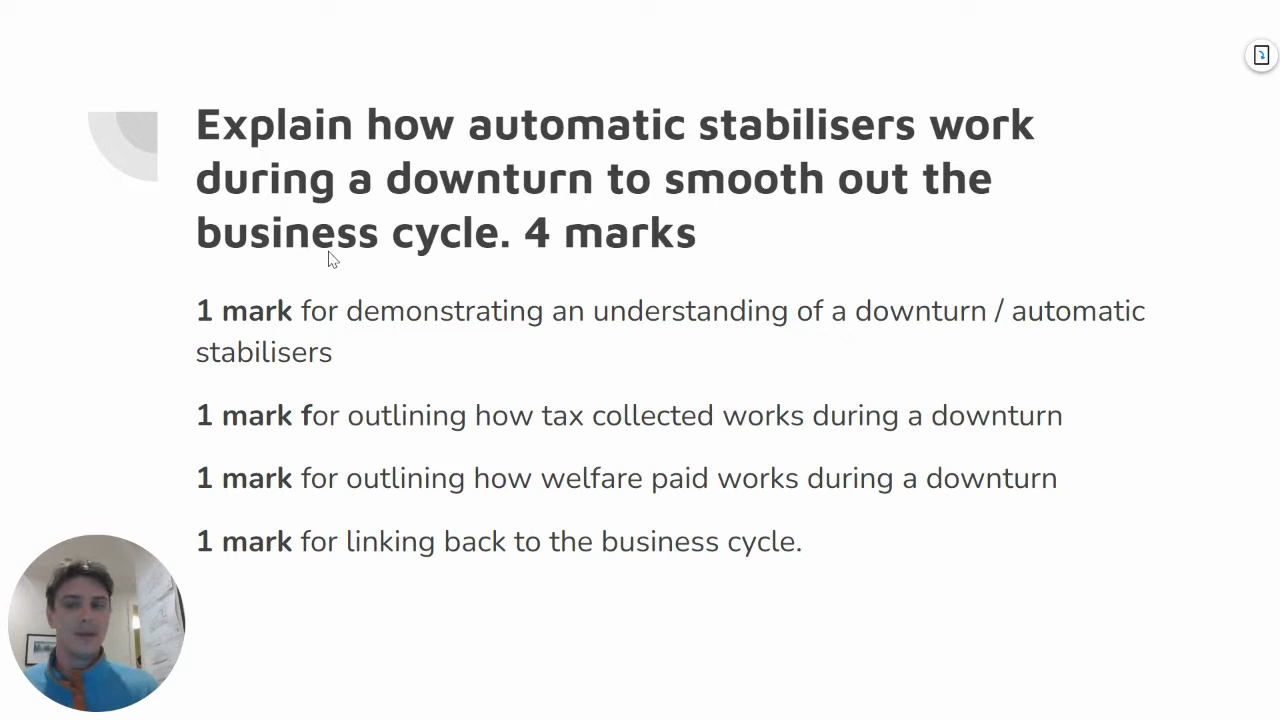 Explain how automatic stabilisers work
during a downturn to smooth out the
business cycle. 4 marks
1 mark for demonstrating an understanding of a downturn / automatic
stabilisers
1 mark for outlining how tax collected works during a downturn
1 mark for outlining how welfare paid works during a downturn
1 mark for linking back to the business cycle.